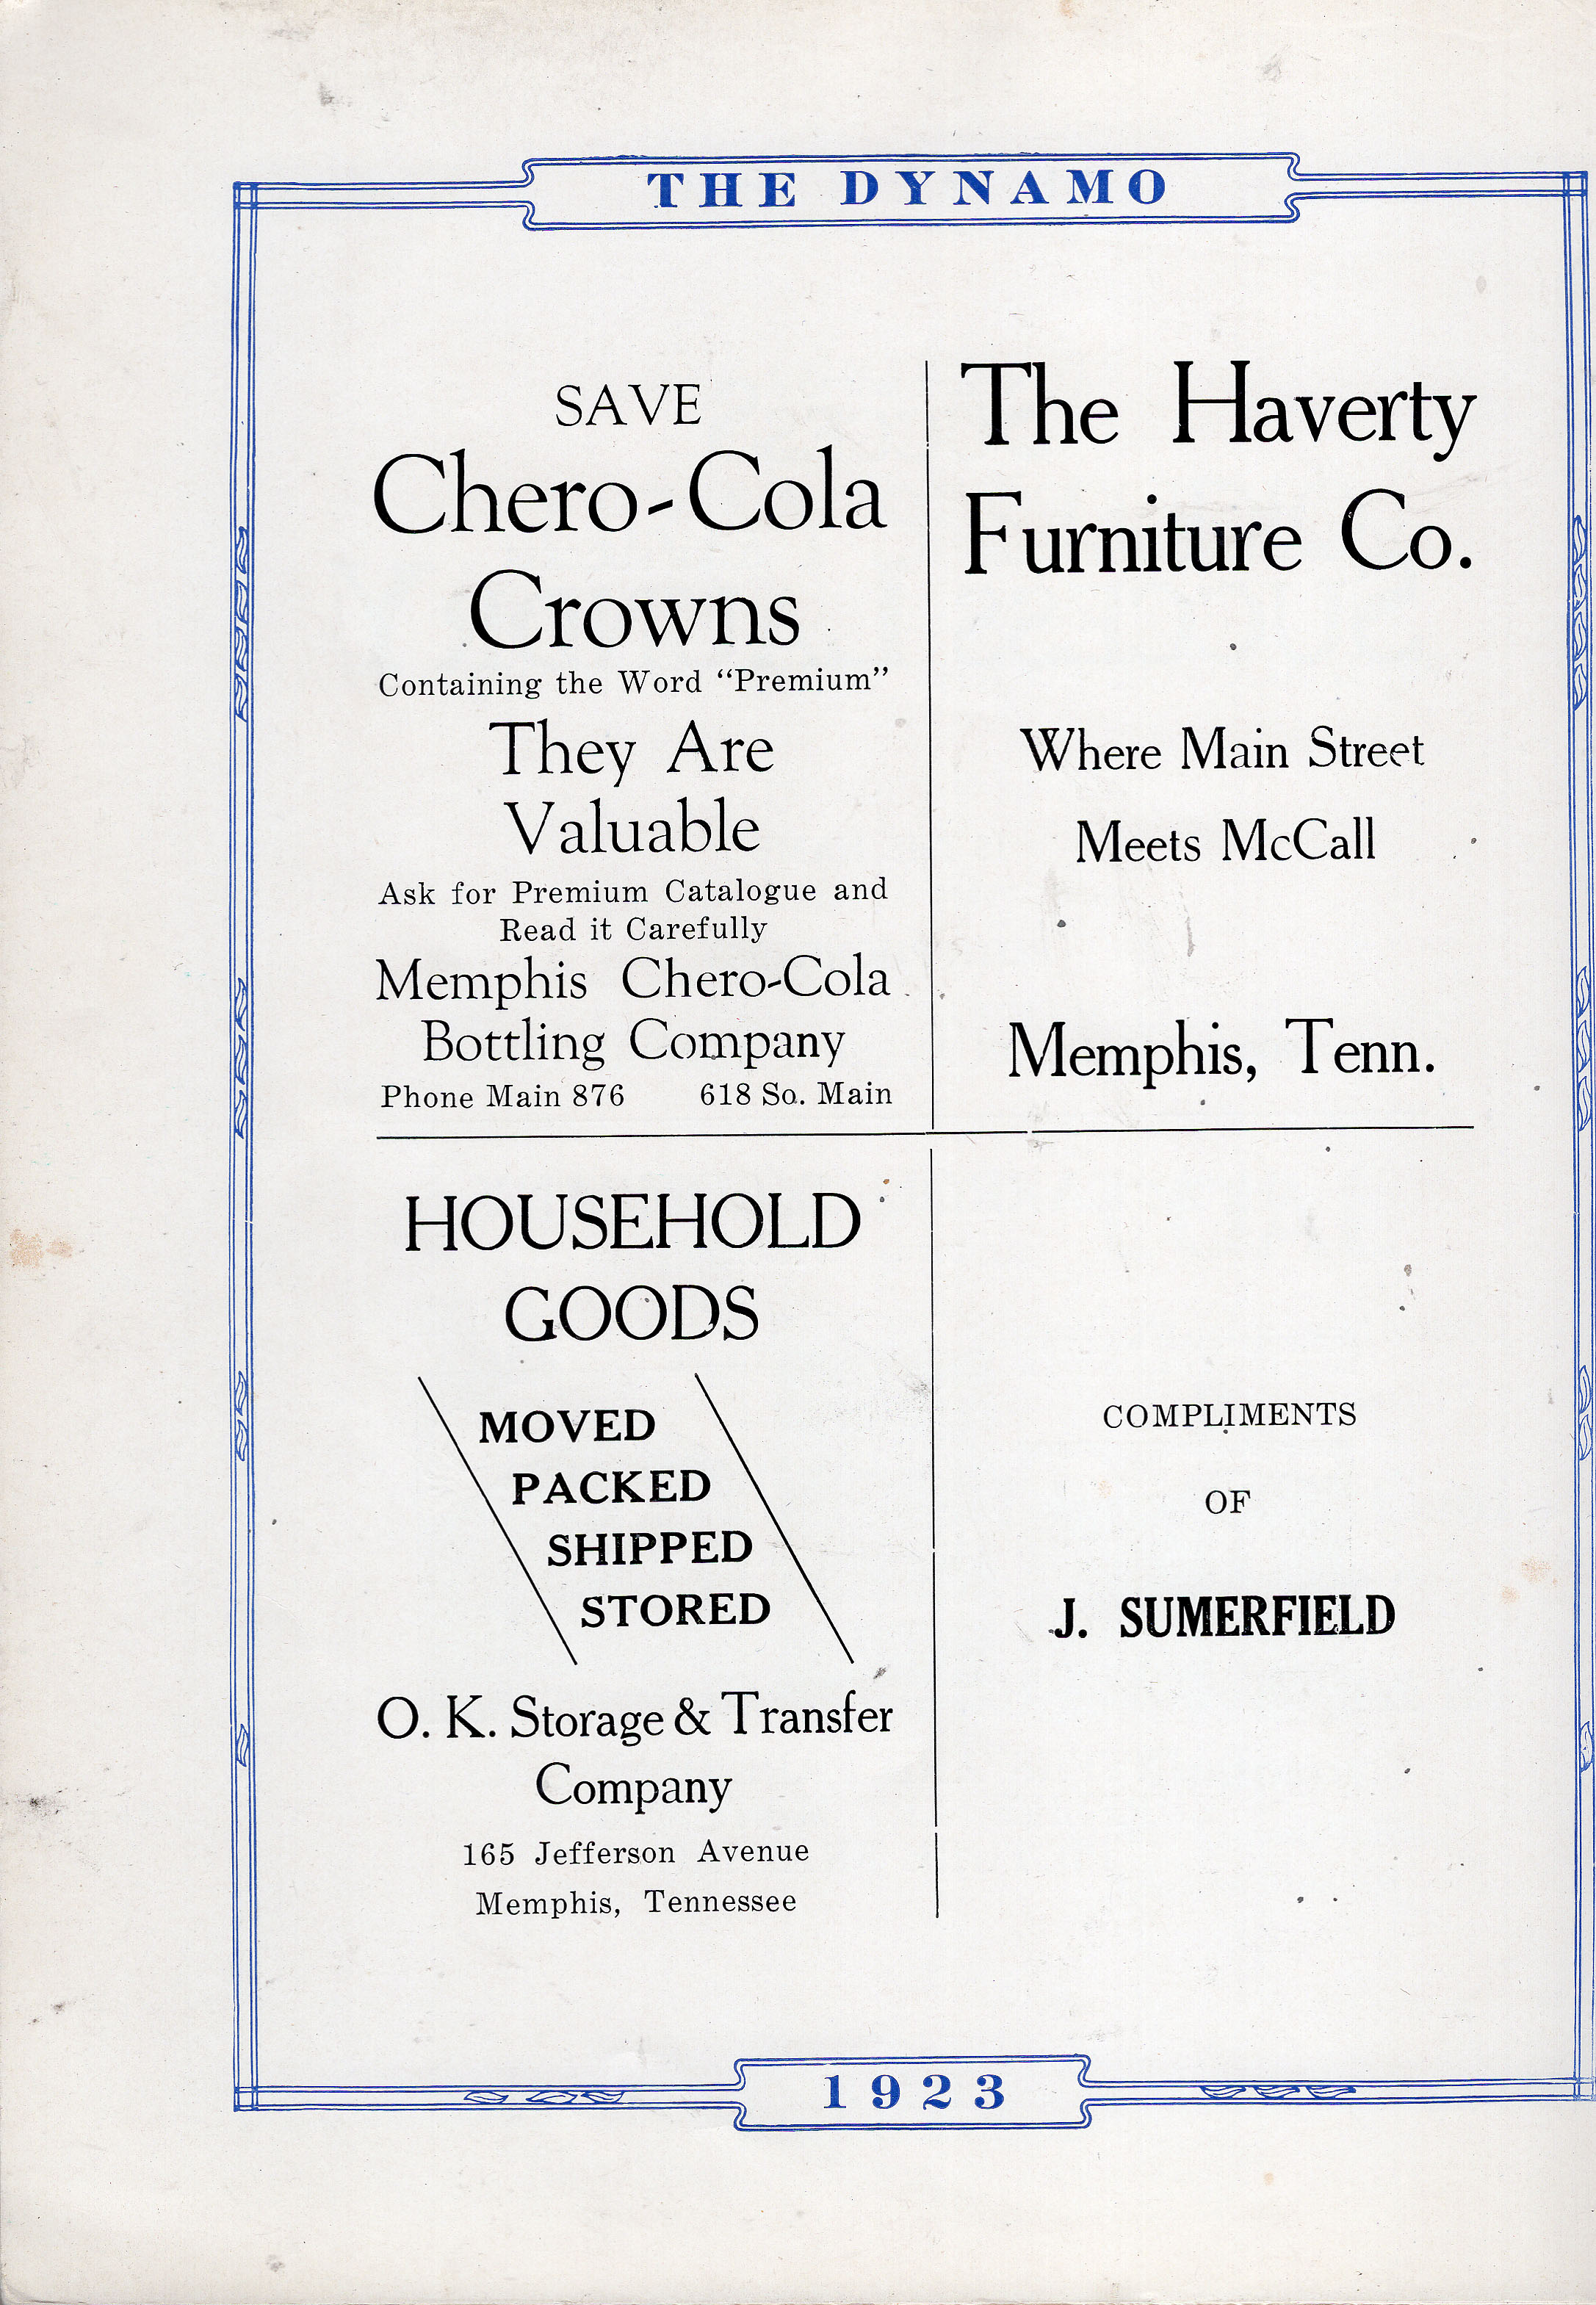 THE DYNAMO
SAVE
Chero-Cola
Crowns
Containing the Word “Premium”
They Are
Valuable
Ask for Premium Catalogue and
Read it Carefully
Memphis Chero-Cola
Bottling Company
Phone Main 876 618 So. Main
The Haverty
Furniture Co.
Where Main Street
Meets McCall
Memphis, Tenn.
HOUSEHOLD
GOODS
MOVED
PACKED
SHIPPED
STORED
O. K. Storage & Transfer
Company
165 Jefferson Avenue
Memphis, Tennessee
COMPLIMENTS
OF
J. SUMERFIELD
1923